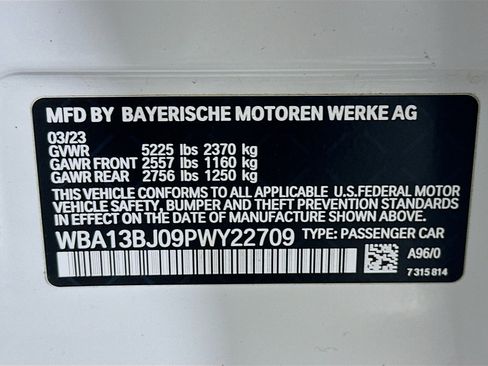 MFD BY BAYERISCHE MOTOREN WERKE AG
03/23
GVWR 5225 lbs 2370 kg
GAWR FRONT 2557 lbs 1160 kg
GAWR REAR 2756 lbs 1250 kg
THIS VEHICLE CONFORMS TO ALL APPLICABLE U.S.FEDERAL MOTOR
VEHICLE SAFETY, BUMPER AND THEFT PREVENTION STANDARDS
IN EFFECT ON THE DATE OF MANUFACTURE SHOWN ABOVE.
WBA13BJ09PWY22709 TYPE: PASSENGER CAR
A96/0
7 315 814